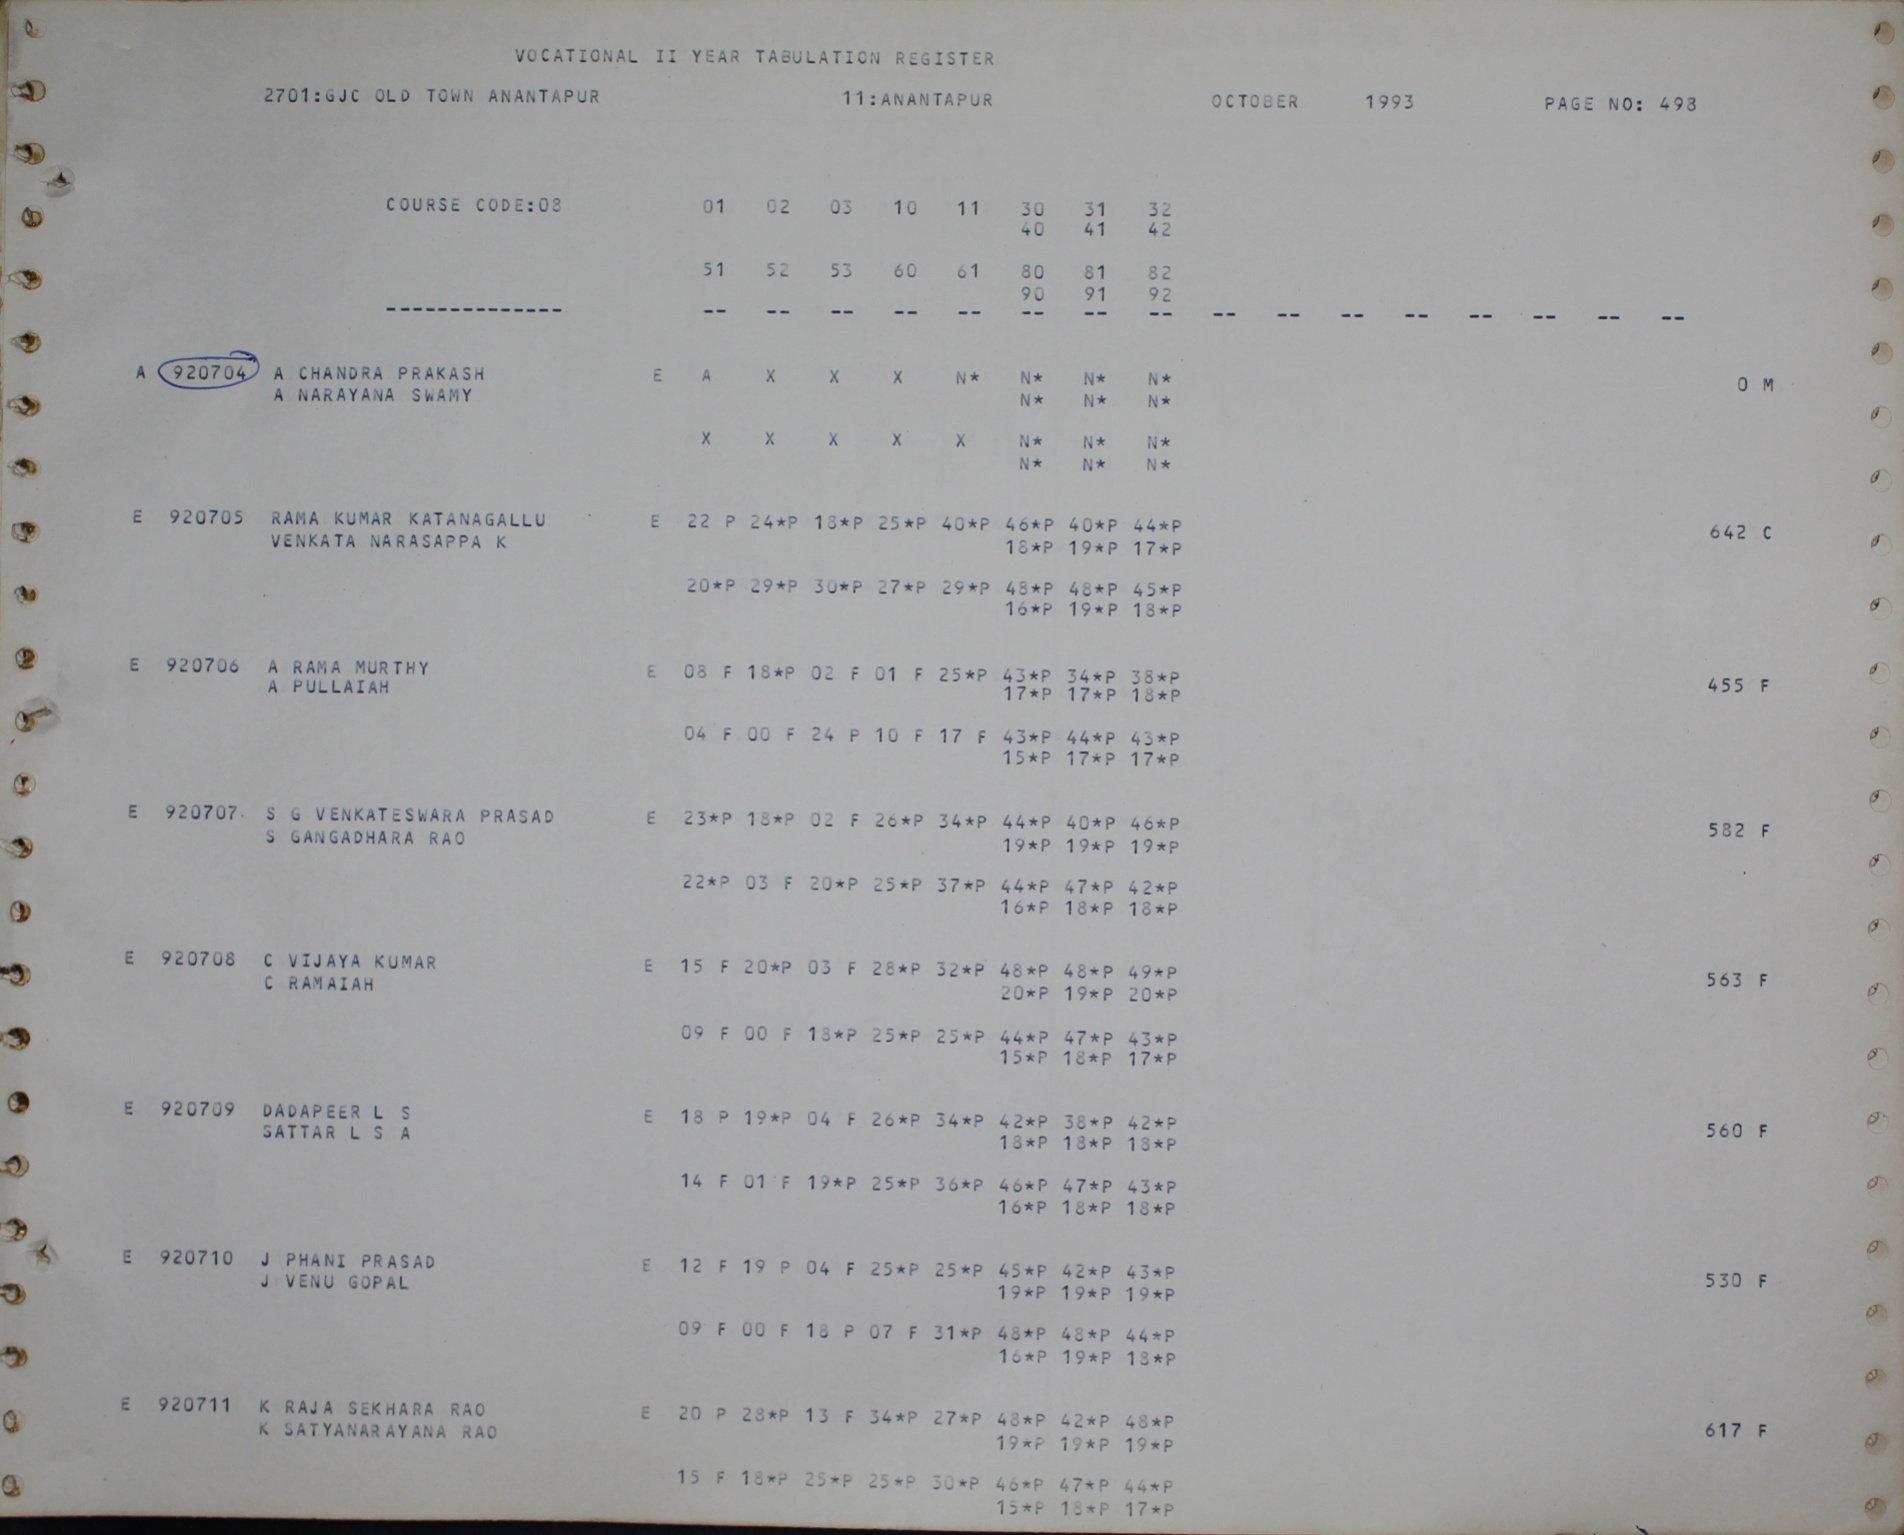 VOCATIONAL II YEAR TABULATION REGISTER
2701:GJC OLD TOWN ANANTAPUR 11:ANANTAPUR OCTOBER 1993 PAGE NO: 498
COURSE CODE:08 01 02 03 10 11 30 31 32
40 41 42
51 52 53 60 61 80 81 82
90 91 92
-------------- -- -- -- -- -- -- -- -- -- -- -- -- -- -- -- --
A 920704 A CHANDRA PRAKASH E A X X X N* N* N* N* 0 M
A NARAYANA SWAMY N* N* N*
X X X X X N* N* N*
N* N* N*
E 920705 RAMA KUMAR KATANAGALLU E 22 P 24*P 18*P 25*P 40*P 46*P 40*P 44*P 642 C
VENKATA NARASAPPA K 18*P 19*P 17*P
20*P 29*P 30*P 27*P 29*P 48*P 48*P 45*P
16*P 19*P 18*P
E 920706 A RAMA MURTHY E 08 F 18*P 02 F 01 F 25*P 43*P 34*P 38*P 455 F
A PULLAIAH 17*P 17*P 18*P
04 F 00 F 24 P 10 F 17 F 43*P 44*P 43*P
15*P 17*P 17*P
E 920707 S G VENKATESWARA PRASAD E 23*P 18*P 02 F 26*P 34*P 44*P 40*P 46*P 582 F
S GANGADHARA RAO 19*P 19*P 19*P
22*P 03 F 20*P 25*P 37*P 44*P 47*P 42*P
16*P 18*P 18*P
E 920708 C VIJAYA KUMAR E 15 F 20*P 03 F 28*P 32*P 48*P 48*P 49*P 563 F
C RAMAIAH 20*P 19*P 20*P
09 F 00 F 18*P 25*P 25*P 44*P 47*P 43*P
15*P 18*P 17*P
E 920709 DADAPEER L S E 18 P 19*P 04 F 26*P 34*P 42*P 38*P 42*P 560 F
SATTAR L S A 18*P 18*P 18*P
14 F 01 F 19*P 25*P 36*P 46*P 47*P 43*P
16*P 18*P 18*P
E 920710 J PHANI PRASAD E 12 F 19 P 04 F 25*P 25*P 45*P 42*P 43*P 530 F
J VENU GOPAL 19*P 19*P 19*P
09 F 00 F 18 P 07 F 31*P 48*P 48*P 44*P
16*P 19*P 18*P
E 920711 K RAJA SEKHARA RAO E 20 P 28*P 13 F 34*P 27*P 48*P 42*P 48*P 617 F
K SATYANARAYANA RAO 19*P 19*P 19*P
15 F 18*P 25*P 25*P 30*P 46*P 47*P 44*P
15*P 18*P 17*P